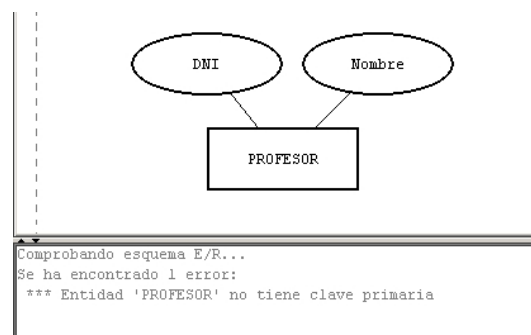 DNI
Nombre
PROFESOR
Comprobando esquema E/R...
Se ha encontrado 1 error:
*** Entidad 'PROFESOR' no tiene clave primaria